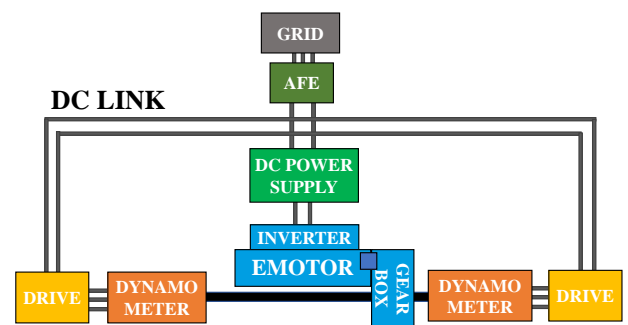 GRID
AFE
DC LINK
DC POWER
SUPPLY
INVERTER
EMOTOR
GEAR
BOX
DRIVE
DYNAMO
METER
DYNAMO
METER
DRIVE